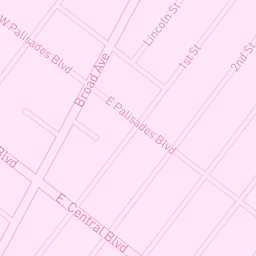 W Palisades Blvd
Lincoln St
1st St
2nd St
Broad Ave
E Palisades Blvd
Blvd
E. Central Blvd